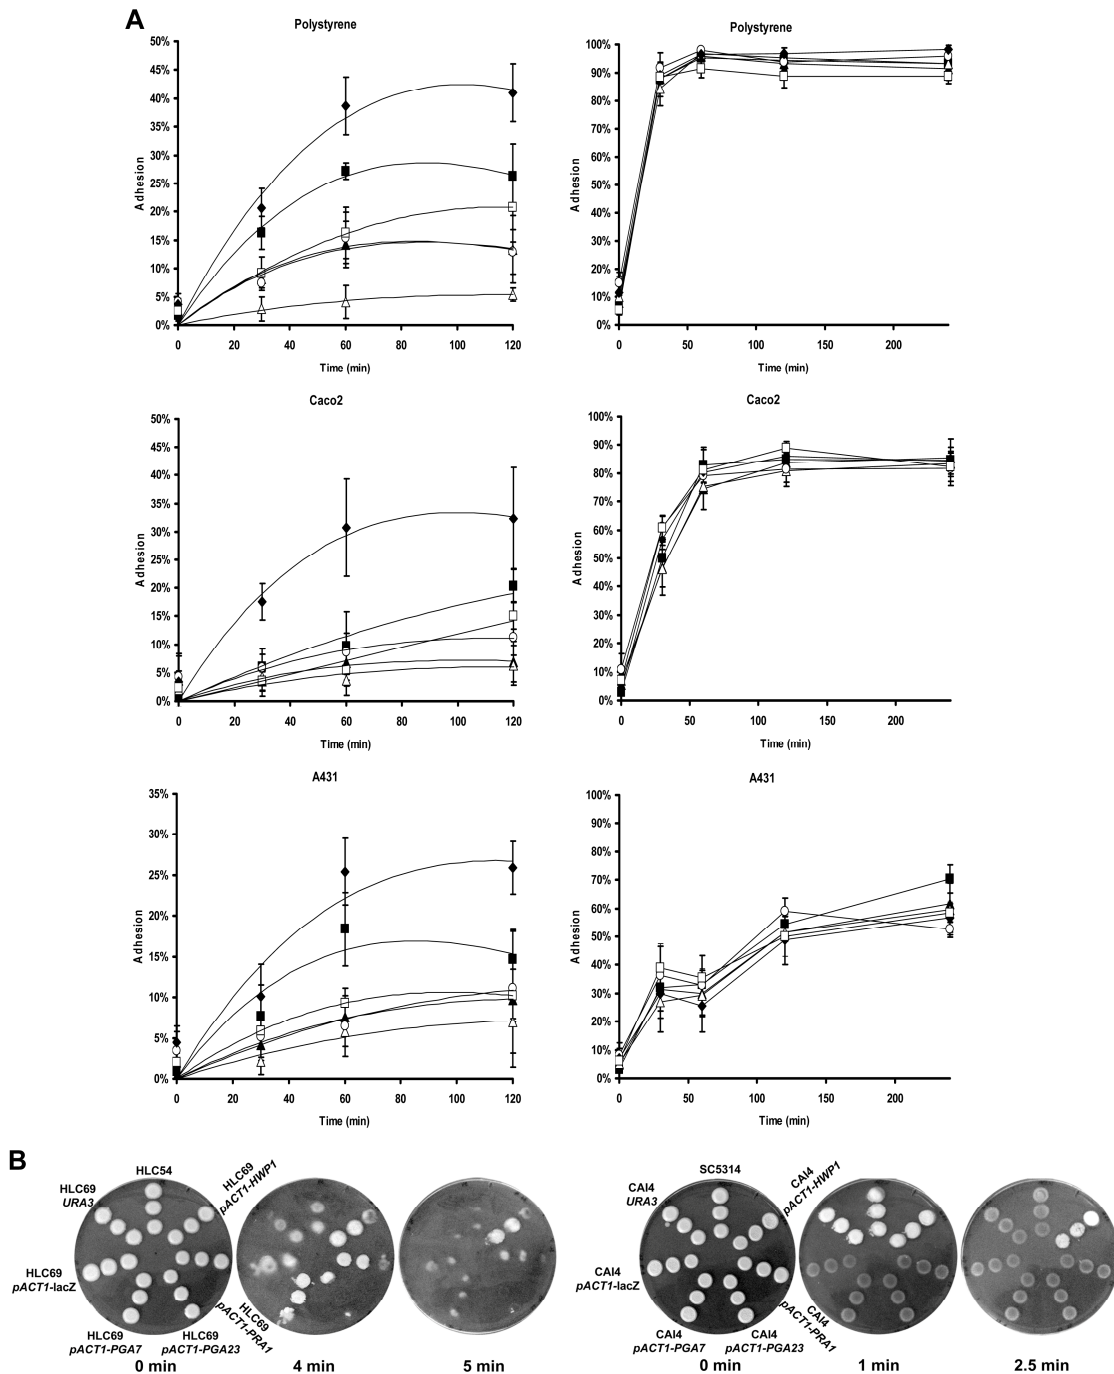 A
Polystyrene
50%
45%
40%
35%
30%
25%
20%
15%
10%
5%
0%
Adhesion
0 20 40 60 80 100 120
Time (min)
Polystyrene
100%
90%
80%
70%
60%
50%
40%
30%
20%
10%
0%
Adhesion
0 50 100 150 200
Time (min)
Caco2
50%
45%
40%
35%
30%
25%
20%
15%
10%
5%
0%
Adhesion
0 20 40 60 80 100 120
Time (min)
Caco2
100%
90%
80%
70%
60%
50%
40%
30%
20%
10%
0%
Adhesion
0 50 100 150 200
Time (min)
A431
35%
30%
25%
20%
15%
10%
5%
0%
Adhesion
0 20 40 60 80 100 120
Time (min)
A431
100%
90%
80%
70%
60%
50%
40%
30%
20%
10%
0%
Adhesion
0 50 100 150 200
Time (min)
B
HLC54
HLC69
URA3
HLC69
pACT1-HWP1
HLC69
pACT1-lacZ
HLC69
pACT1-PGA7
HLC69
pACT1-PGA23
HLC69
pACT1-PRA1
0 min
4 min
5 min
SC5314
CAI4
URA3
CAI4
pACT1-HWP1
CAI4
pACT1-lacZ
CAI4
pACT1-PGA7
CAI4
pACT1-PGA23
CAI4
pACT1-PRA1
0 min
1 min
2.5 min